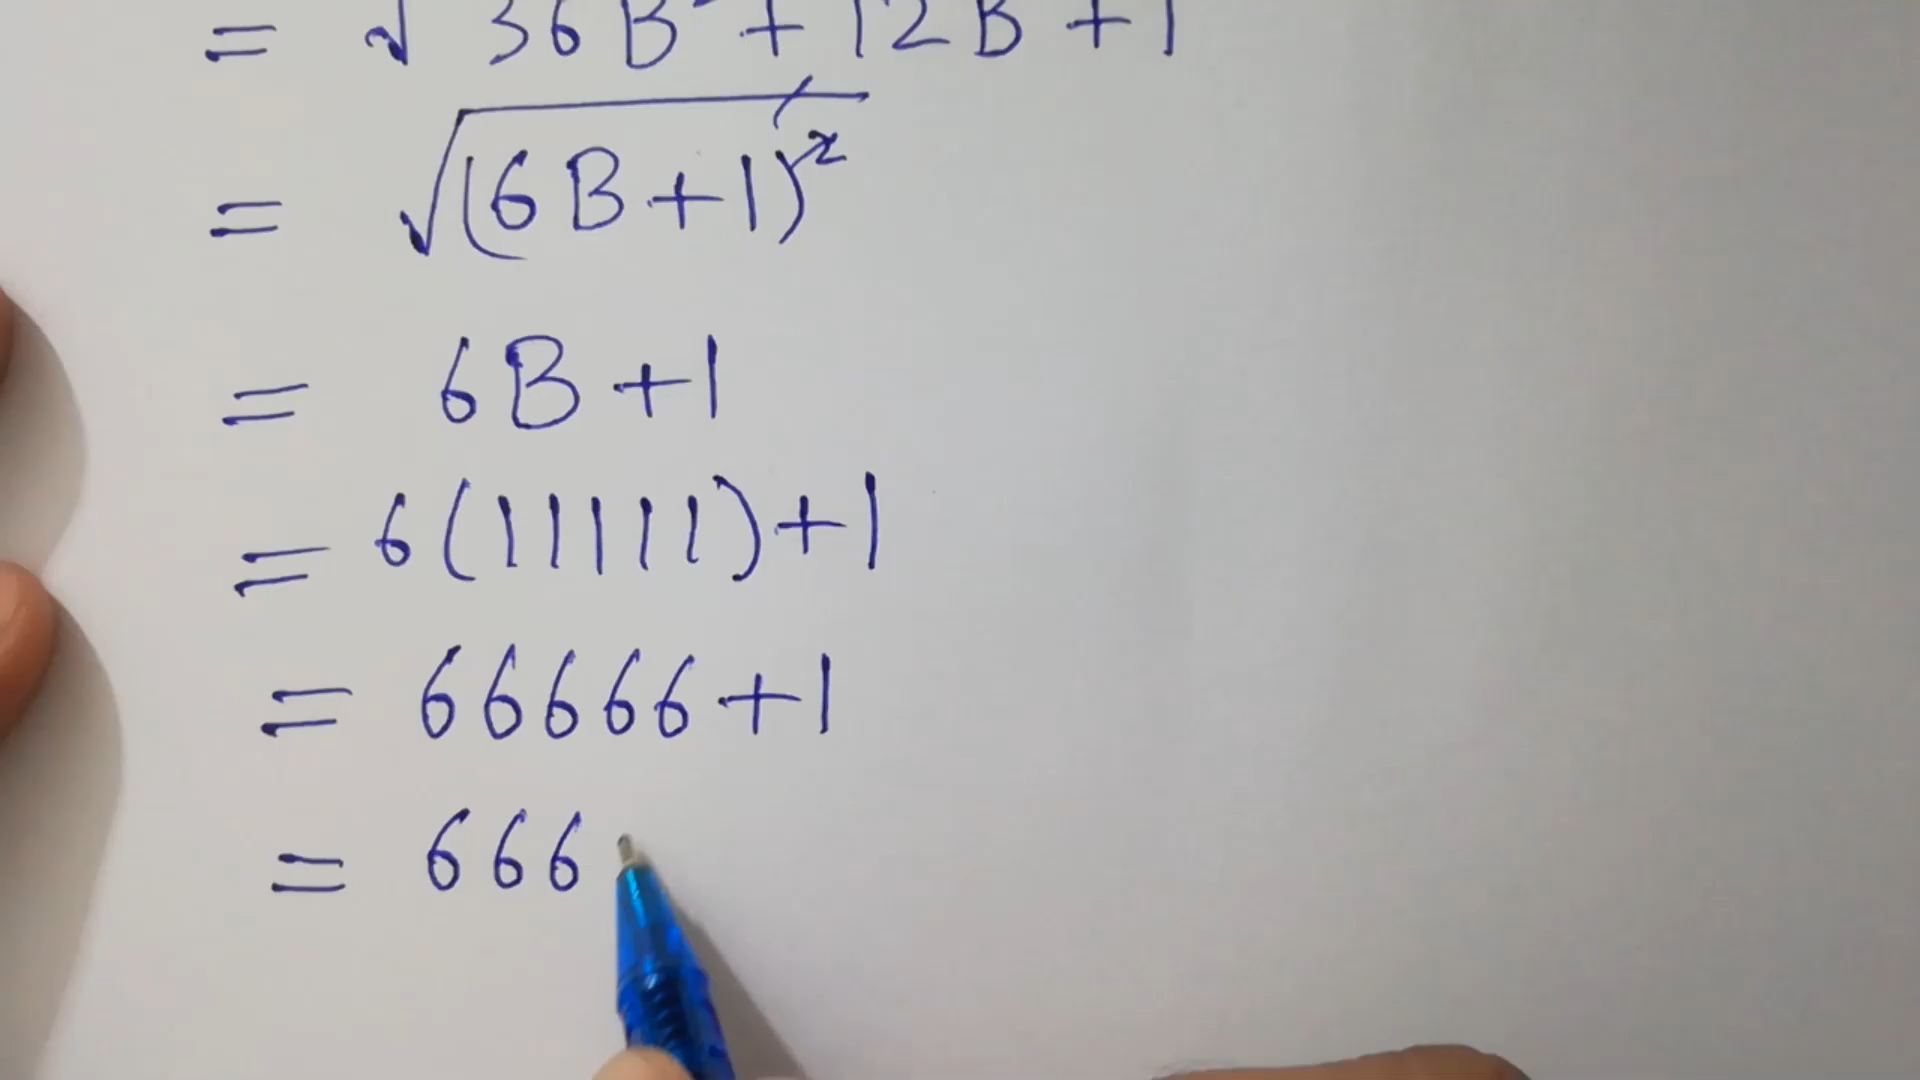 = √ 36B² + 12B + 1
= √(6B+1)²
= 6B+1
= 6(11111)+1
= 66666+1
= 666